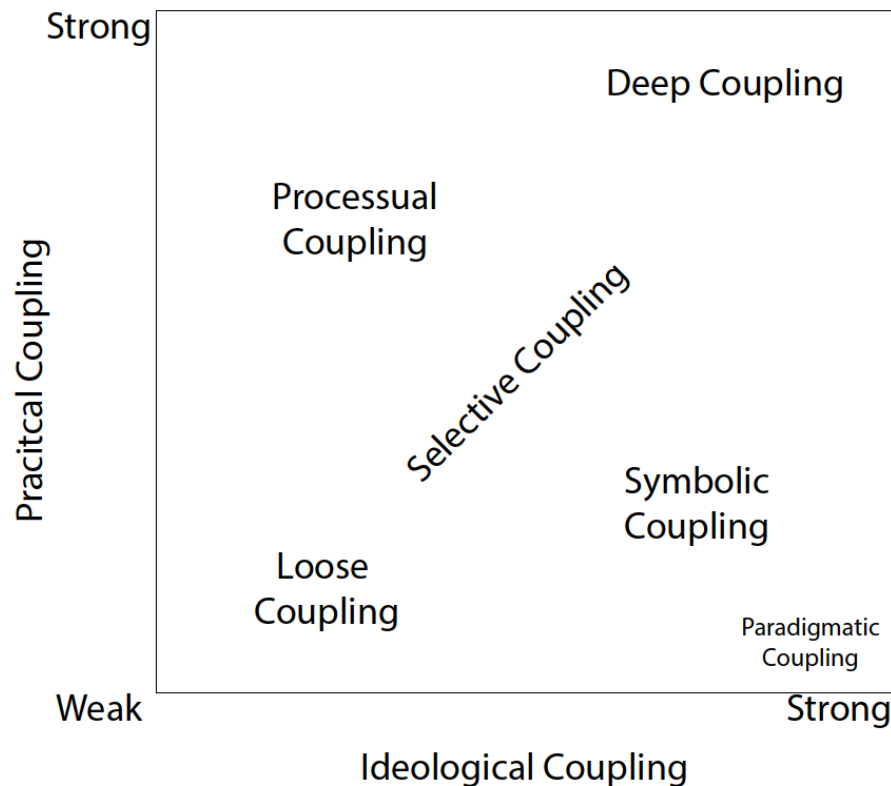 Strong
Deep Coupling
Processual
Coupling
Pracitcal Coupling
Selective Coupling
Symbolic
Coupling
Loose
Coupling
Paradigmatic
Coupling
Weak
Strong
Ideological Coupling